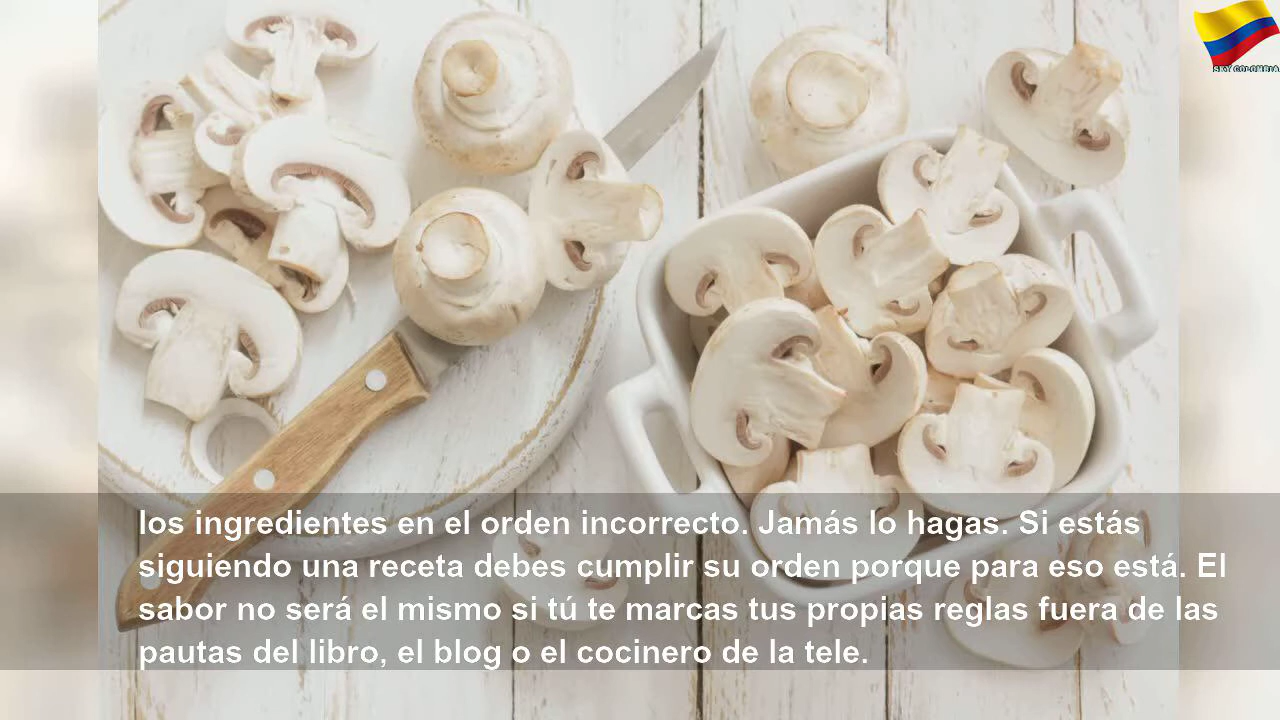 SKY COLOMBIA
los ingredientes en el orden incorrecto. Jamás lo hagas. Si estás
siguiendo una receta debes cumplir su orden porque para eso está. El
sabor no será el mismo si tú te marcas tus propias reglas fuera de las
pautas del libro, el blog o el cocinero de la tele.